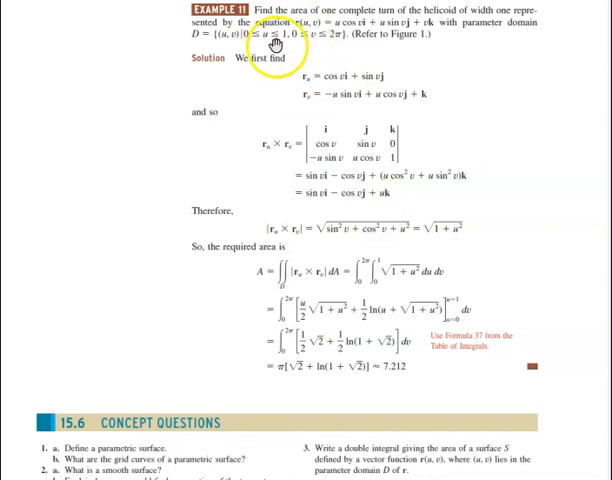 EXAMPLE 11 Find the area of one complete turn of the helicoid of width one repre-
sented by the equation r(u, v) = u cos vi + u sin vj + vk with parameter domain
D = {(u, v)|0 ≤ u ≤ 1, 0 ≤ v ≤ 2π}. (Refer to Figure 1.)
Solution We first find
r_u = cos vi + sin vj
r_v = −u sin vi + u cos vj + k
and so
i j k
r_u × r_v = | cos v sin v 0 |
−u sin v u cos v 1
= sin vi − cos vj + (u cos² v + u sin² v)k
= sin vi − cos vj + uk
Therefore,
|r_u × r_v| = √(sin² v + cos² v + u²) = √(1 + u²)
So, the required area is
A = ∬_D |r_u × r_v| dA = ∫_0^{2π} ∫_0^1 √(1 + u²) du dv
= ∫_0^{2π} [u/2 √(1 + u²) + 1/2 ln(u + √(1 + u²))]_{u=0}^{u=1} dv
= ∫_0^{2π} [1/2 √2 + 1/2 ln(1 + √2)] dv
Use Formula 37 from the
Table of Integrals.
= π[√2 + ln(1 + √2)] ≈ 7.212
15.6 CONCEPT QUESTIONS
1. a. Define a parametric surface.
b. What are the grid curves of a parametric surface?
2. a. What is a smooth surface?
3. Write a double integral giving the area of a surface S
defined by a vector function r(u, v), where (u, v) lies in the
parameter domain D of r.